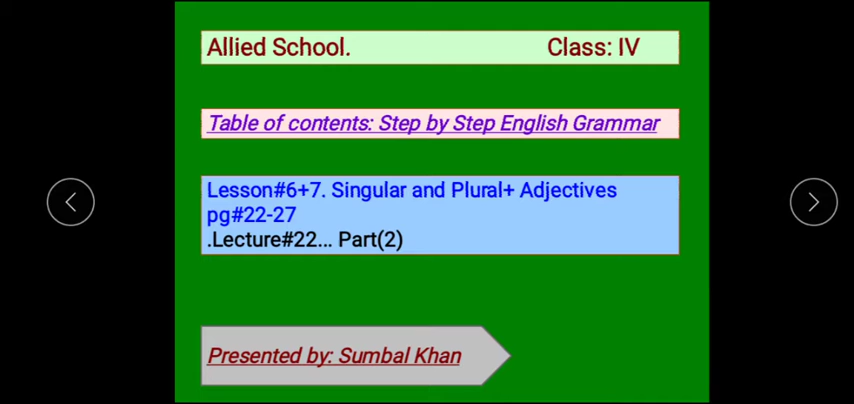 Allied School. Class: IV
Table of contents: Step by Step English Grammar
Lesson#6+7. Singular and Plural+ Adjectives
pg#22-27
.Lecture#22... Part(2)
Presented by: Sumbal Khan